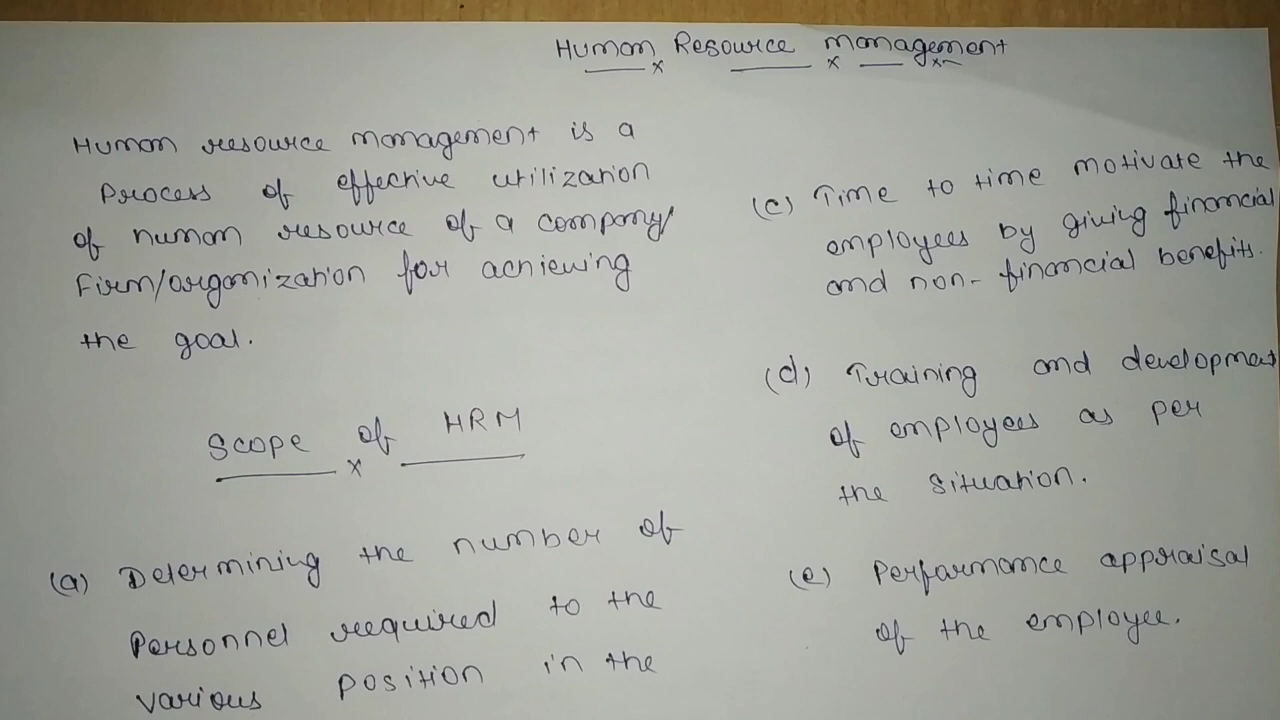 Human Resource management
Human resource management is a
Process of effective utilization
of human resource of a company/
Firm/organization for achieving
the goal.
Scope of HRM
(a) Determining the number of
Personnel required to the
various position in the
(c) Time to time motivate the
employees by giving financial
and non-financial benefits.
(d) Training and development
of employees as per
the situation.
(e) Performance appraisal
of the employee.